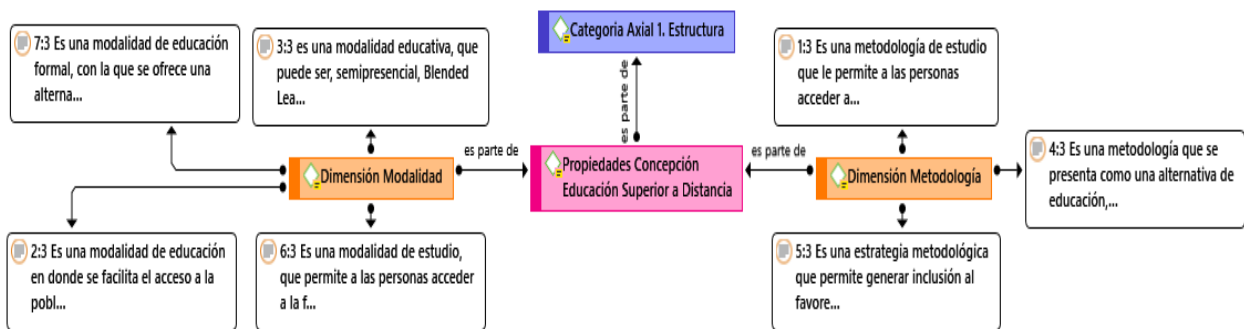 7:3 Es una modalidad de educación
formal, con la que se ofrece una
alterna...
3:3 es una modalidad educativa, que
puede ser, semipresencial, Blended
Lea...
Categoria Axial 1. Estructura
1:3 Es una metodología de estudio
que le permite a las personas
acceder a...
es parte de
4:3 Es una metodología que se
presenta como una alternativa de
educación,...
Dimensión Modalidad
es parte de
Propiedades Concepción
Educación Superior a Distancia
es parte de
Dimensión Metodología
2:3 Es una modalidad de educación
en donde se facilita el acceso a la
pobl...
6:3 Es una modalidad de estudio,
que permite a las personas acceder
a la f...
5:3 Es una estrategia metodológica
que permite generar inclusión al
favore...